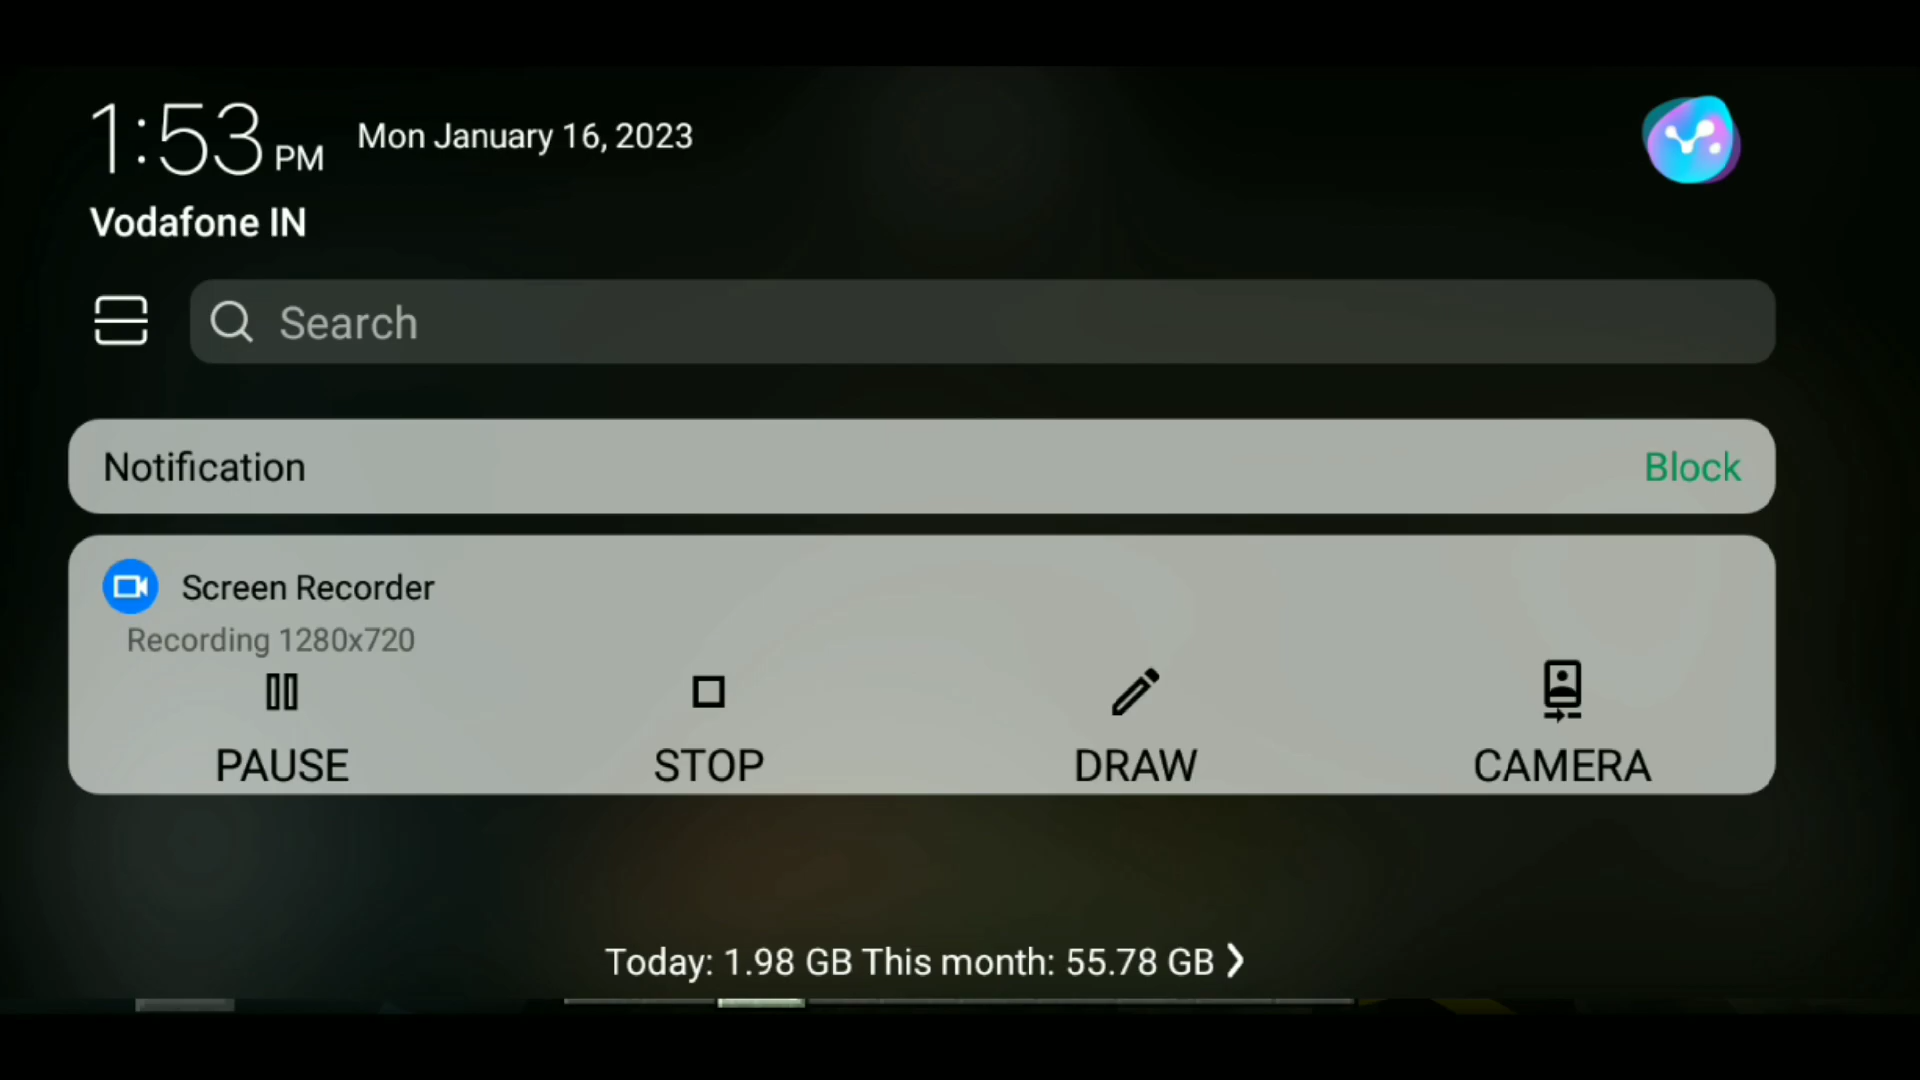 1:53 PM Mon January 16, 2023
Vodafone IN
Search
Notification Block
Screen Recorder
Recording 1280x720
PAUSE STOP DRAW CAMERA
Today: 1.98 GB This month: 55.78 GB